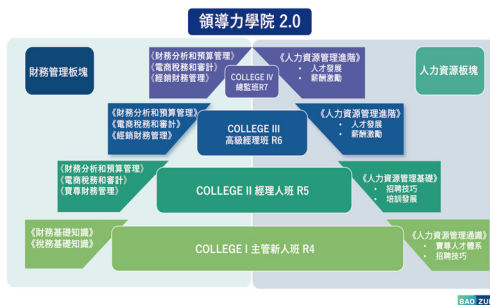 領導力學院 2.0
財務管理板塊
人力資源板塊
《財務分析和預算管理》
《電商稅務和審計》
《經銷財務管理》
COLLEGE IV
總監班R7
《人力資源管理進階》
• 人才發展
• 薪酬激勵
《財務分析和預算管理》
《電商稅務和審計》
《經銷財務管理》
COLLEGE III
高級經理班 R6
《人力資源管理進階》
• 人才發展
• 薪酬激勵
《財務分析和預算管理》
《電商稅務和審計》
《寶尊財務管理》
COLLEGE II 經理人班 R5
《人力資源管理基礎》
• 招聘技巧
• 培訓發展
《財務基礎知識》
《稅務基礎知識》
COLLEGE I 主管新人班 R4
《人力資源管理通識》
• 寶尊人才體系
• 招聘技巧
BAO ZUN